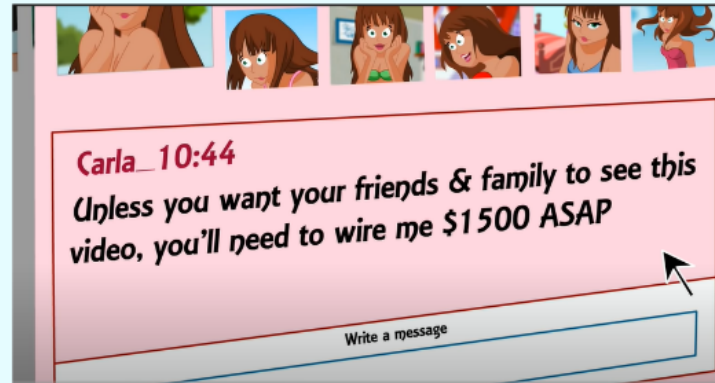 Carla_10:44
Unless you want your friends & family to see this
video, you'll need to wire me $1500 ASAP
Write a message